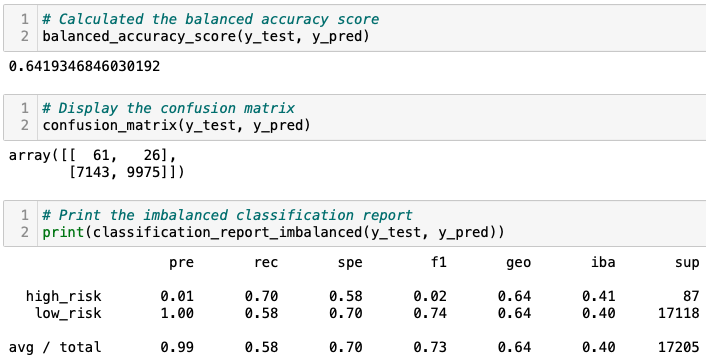 1 # Calculated the balanced accuracy score
2 balanced_accuracy_score(y_test, y_pred)
0.6419346846030192
1 # Display the confusion matrix
2 confusion_matrix(y_test, y_pred)
array([[  61,   26],
       [7143, 9975]])
1 # Print the imbalanced classification report
2 print(classification_report_imbalanced(y_test, y_pred))
                   pre       rec       spe        f1       geo       iba       sup
  high_risk       0.01      0.70      0.58      0.02      0.64      0.41        87
   low_risk       1.00      0.58      0.70      0.74      0.64      0.40     17118
avg / total       0.99      0.58      0.70      0.73      0.64      0.40     17205